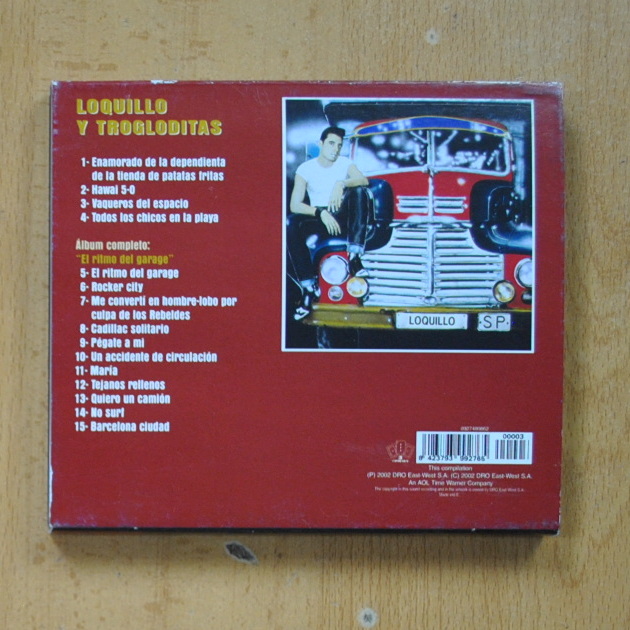 LOQUILLO
Y TROGLODITAS
1- Enamorado de la dependienta
de la tienda de patatas fritas
2- Hawai 5-0
3- Vaqueros del espacio
4- Todos los chicos en la playa
Álbum completo:
"El ritmo del garage"
5- El ritmo del garage
6- Rocker city
7- Me convertí en hombre-lobo por
culpa de los Rebeldes
8- Cadillac solitario
9- Pégate a mi
10- Un accidente de circulación
11- María
12- Tejanos rellenos
13- Quiero un camión
14- No surf
15- Barcelona ciudad
LOQUILLO
SP
00003
8 423793 992766
This compilation
(P) 2002 DRO East-West S.A. (C) 2002 DRO East-West S.A.
An AOL Time Warner Company